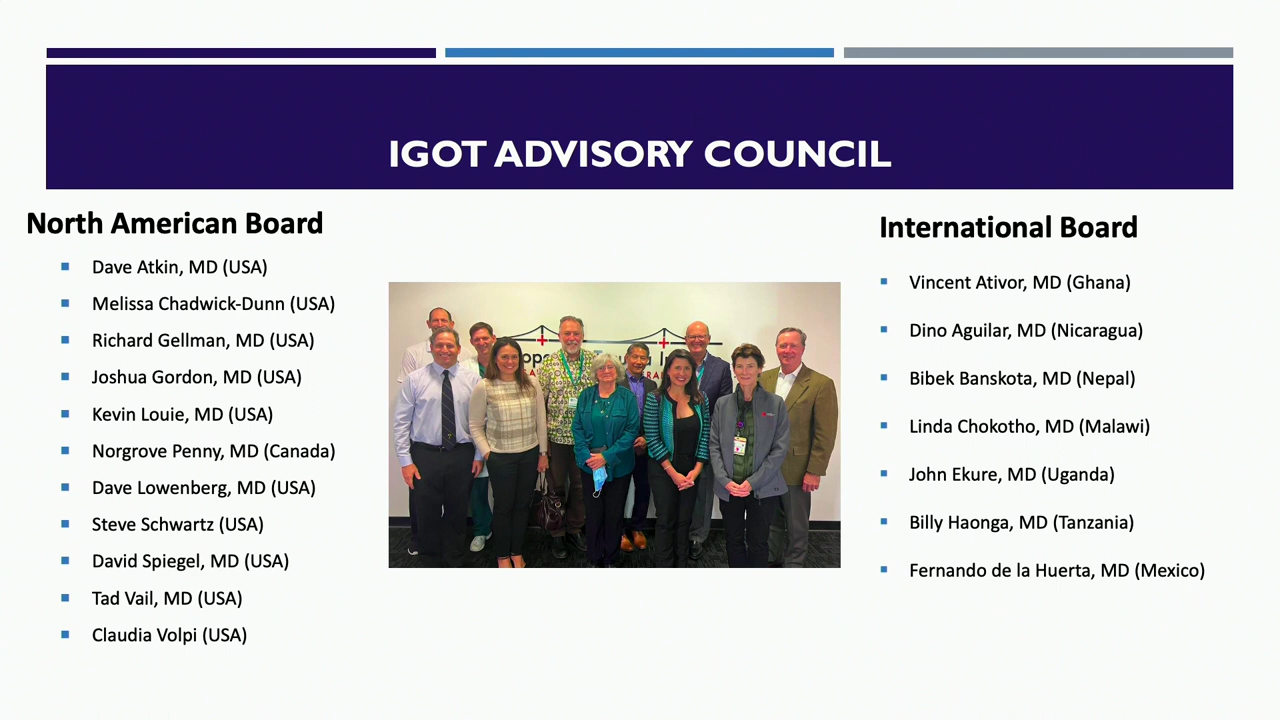 IGOT ADVISORY COUNCIL
North American Board
Dave Atkin, MD (USA)
Melissa Chadwick-Dunn (USA)
Richard Gellman, MD (USA)
Joshua Gordon, MD (USA)
Kevin Louie, MD (USA)
Norgrove Penny, MD (Canada)
Dave Lowenberg, MD (USA)
Steve Schwartz (USA)
David Spiegel, MD (USA)
Tad Vail, MD (USA)
Claudia Volpi (USA)
International Board
Vincent Ativor, MD (Ghana)
Dino Aguilar, MD (Nicaragua)
Bibek Banskota, MD (Nepal)
Linda Chokotho, MD (Malawi)
John Ekure, MD (Uganda)
Billy Haonga, MD (Tanzania)
Fernando de la Huerta, MD (Mexico)